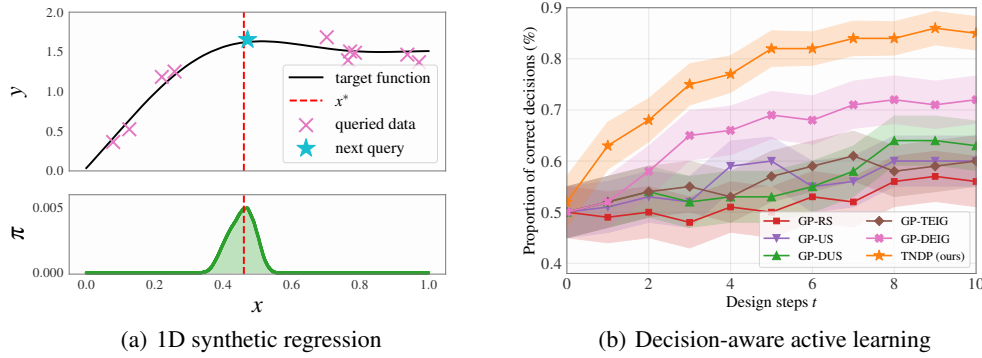 2.0
1.5
1.0
0.5
0.0
y
target function
x*
queried data
next query
0.005
0.000
π
0.0
0.2
0.4
0.6
0.8
1.0
x
(a) 1D synthetic regression
Proportion of correct decisions (%)
0.9
0.8
0.7
0.6
0.5
0.4
GP-RS
GP-US
GP-DUS
GP-TEIG
GP-DEIG
TNDP (ours)
0
2
4
6
8
10
Design steps t
(b) Decision-aware active learning